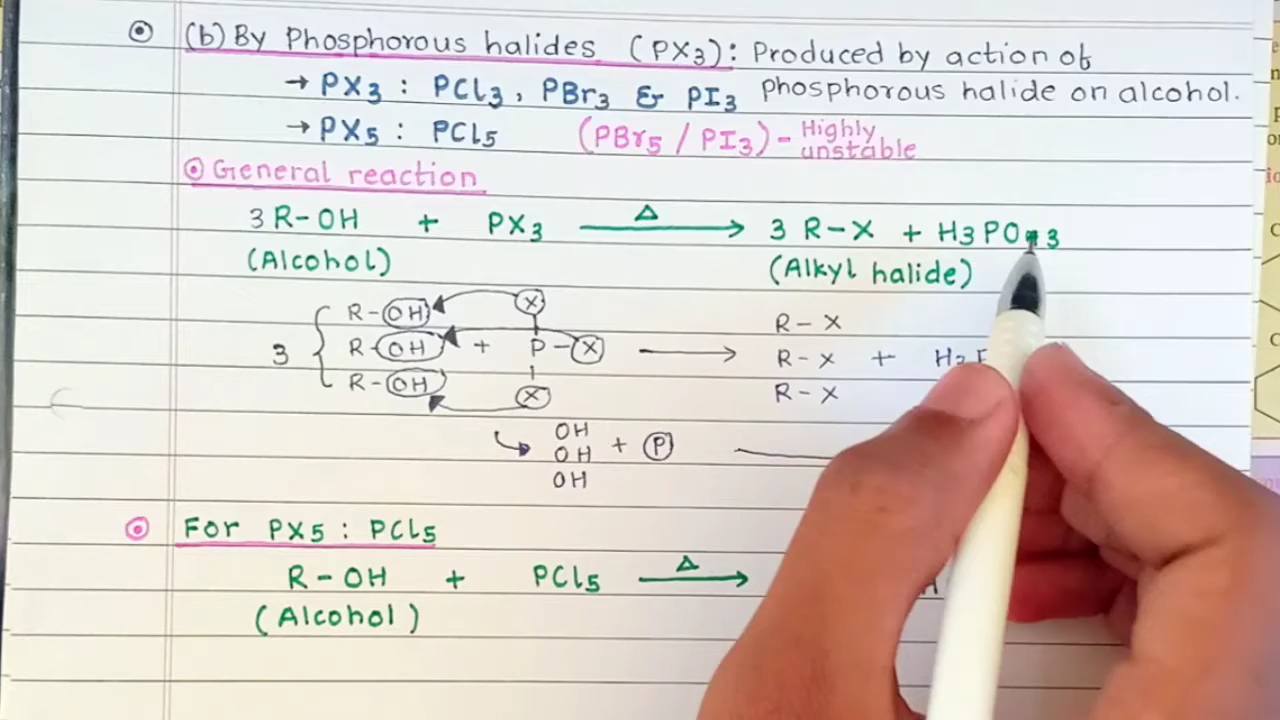 (b) By Phosphorous halides (PX3): Produced by action of
→ PX3 : PCl3, PBr3 & PI3 phosphorous halide on alcohol.
→ PX5 : PCl5 (PBr5 / PI3) - Highly unstable
General reaction
3 R-OH + PX3 Δ→ 3 R-X + H3PO3
(Alcohol) (Alkyl halide)
R-OH X R-X
3 { R-OH + P-X → R-X +
R-OH X R-X
OH
OH + P
OH
For PX5 : PCl5
R-OH + PCl5 Δ→
(Alcohol)